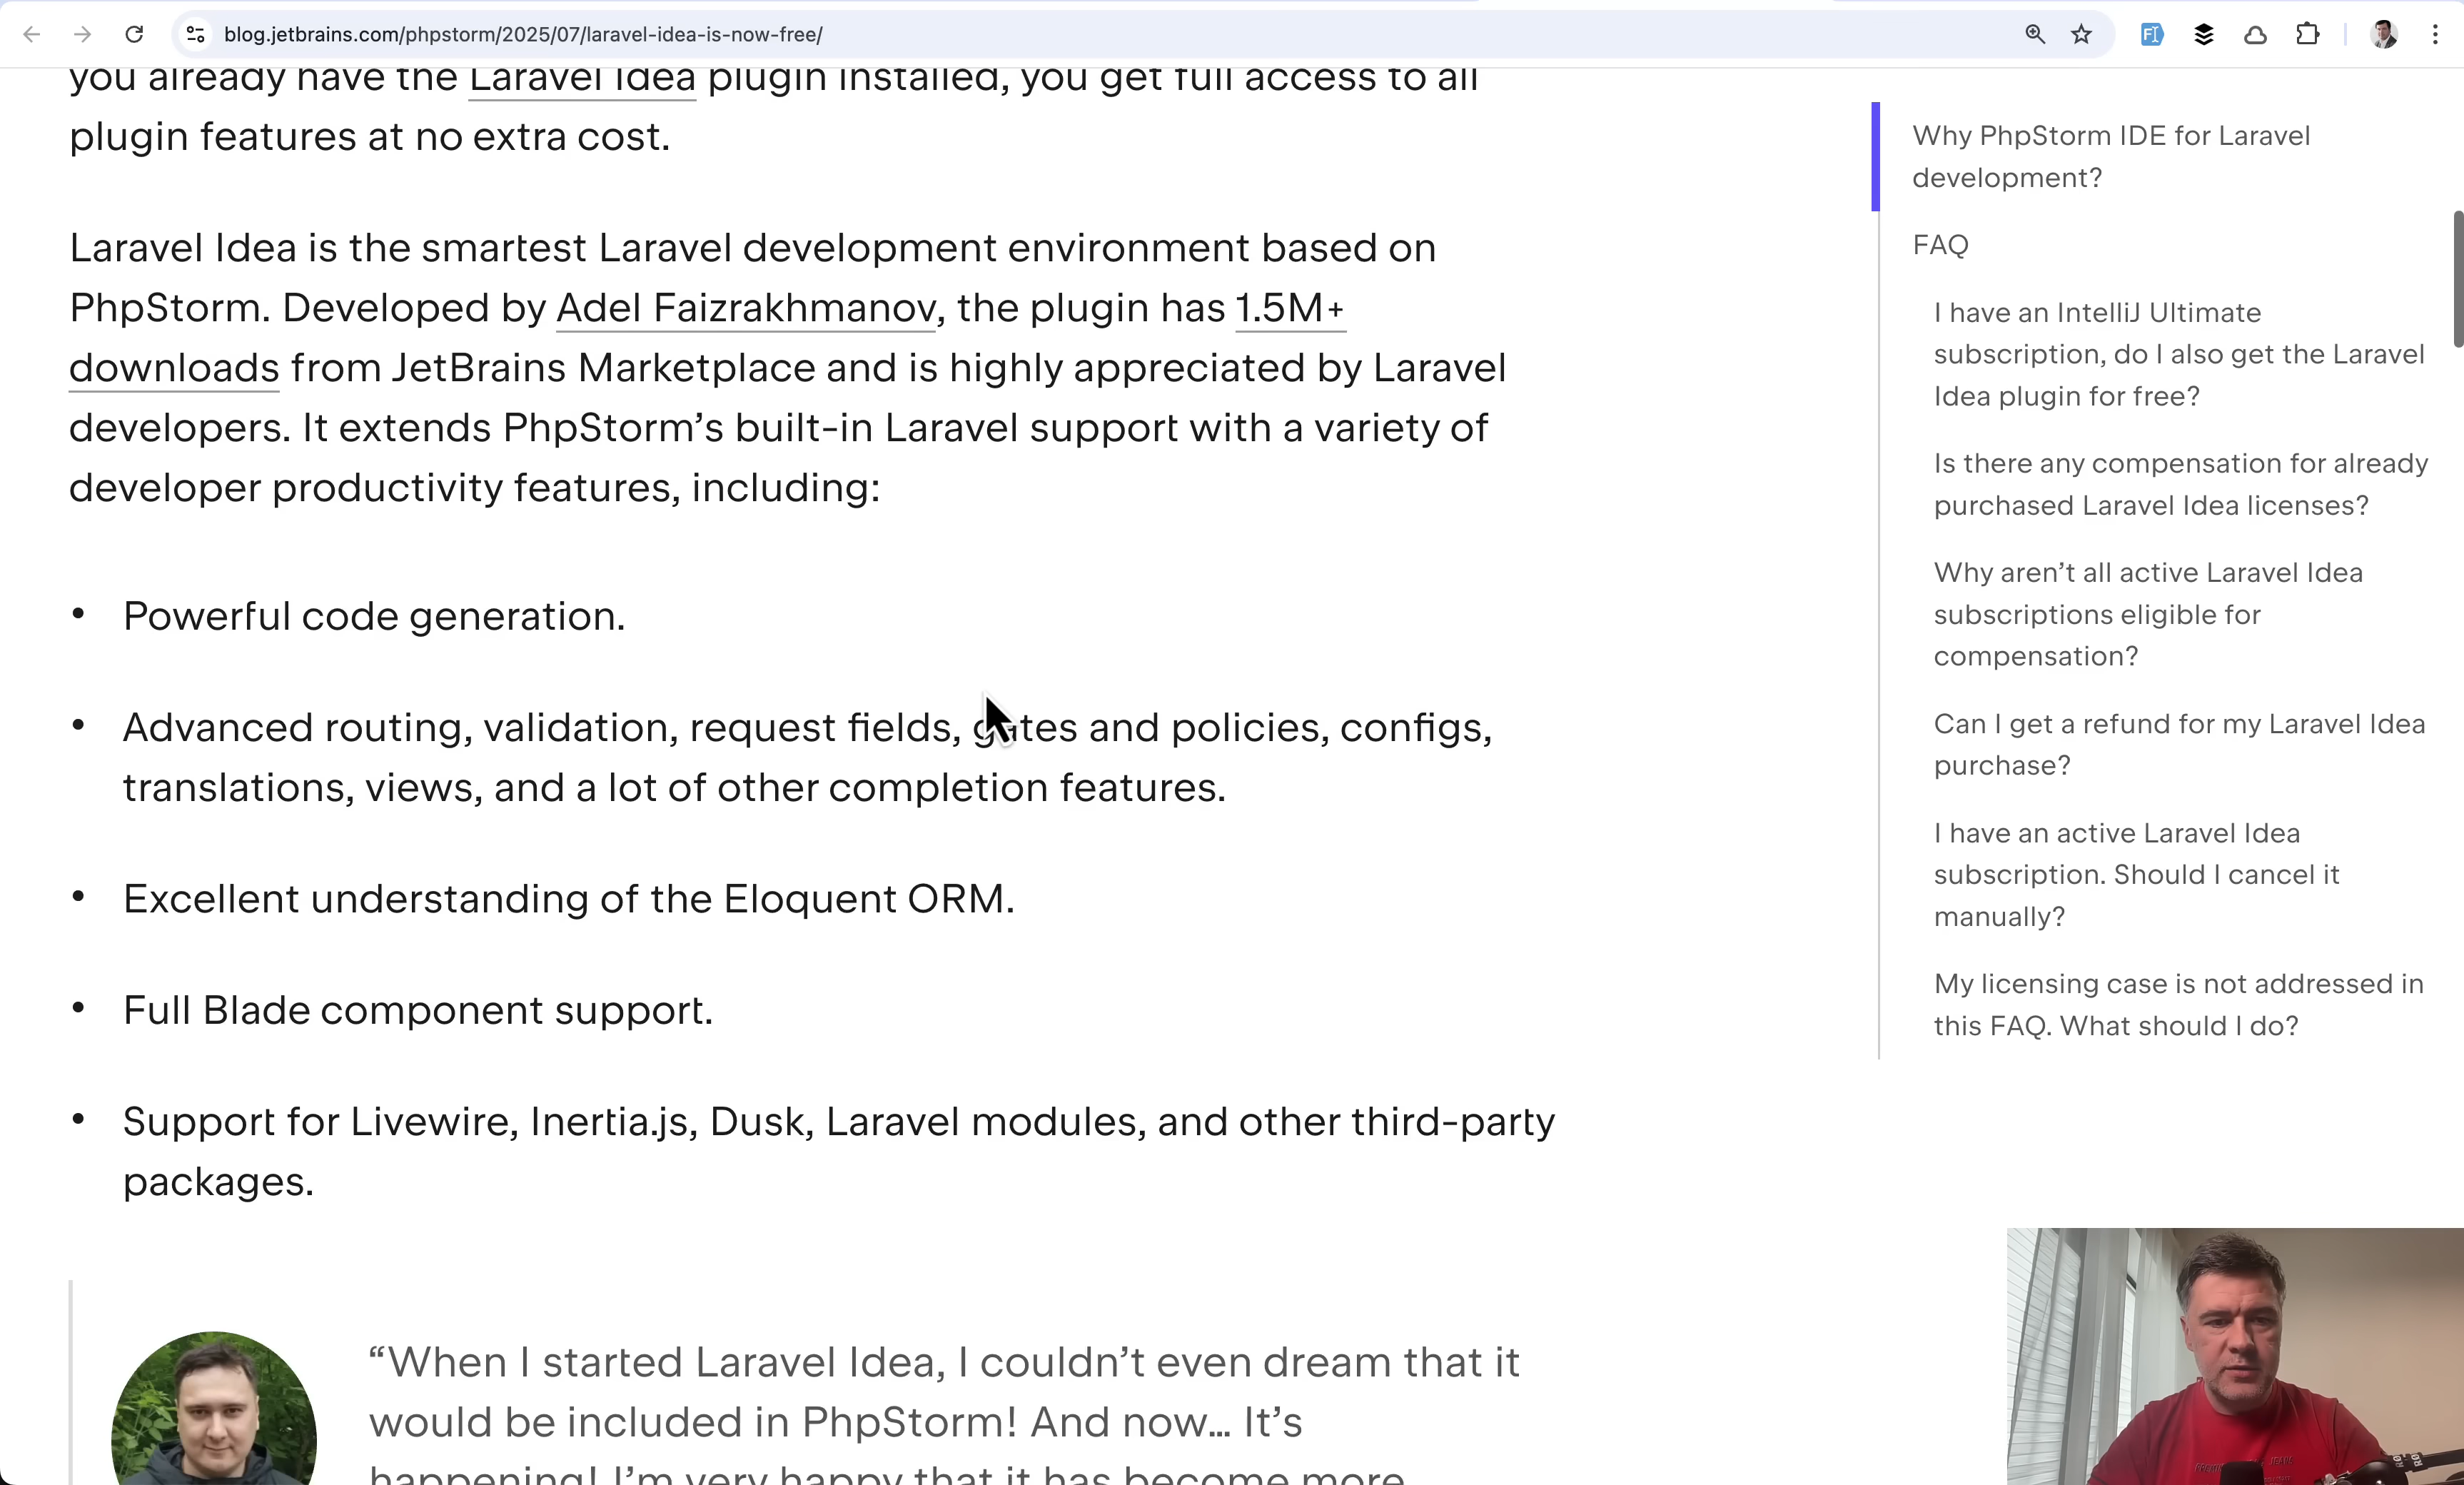 blog.jetbrains.com/phpstorm/2025/07/laravel-idea-is-now-free/
you already have the Laravel Idea plugin installed, you get full access to all
plugin features at no extra cost.
Laravel Idea is the smartest Laravel development environment based on
PhpStorm. Developed by Adel Faizrakhmanov, the plugin has 1.5M+
downloads from JetBrains Marketplace and is highly appreciated by Laravel
developers. It extends PhpStorm’s built-in Laravel support with a variety of
developer productivity features, including:
• Powerful code generation.
• Advanced routing, validation, request fields, gates and policies, configs,
translations, views, and a lot of other completion features.
• Excellent understanding of the Eloquent ORM.
• Full Blade component support.
• Support for Livewire, Inertia.js, Dusk, Laravel modules, and other third-party
packages.
“When I started Laravel Idea, I couldn’t even dream that it
would be included in PhpStorm! And now… It’s
happening! I’m very happy that it has become more
Why PhpStorm IDE for Laravel
development?
FAQ
I have an IntelliJ Ultimate
subscription, do I also get the Laravel
Idea plugin for free?
Is there any compensation for already
purchased Laravel Idea licenses?
Why aren’t all active Laravel Idea
subscriptions eligible for
compensation?
Can I get a refund for my Laravel Idea
purchase?
I have an active Laravel Idea
subscription. Should I cancel it
manually?
My licensing case is not addressed in
this FAQ. What should I do?